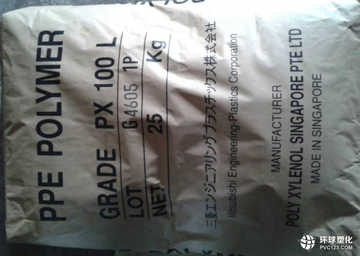 PPE POLYMER
GRADE PX 100 L
LOT G4605 1P
NET 25 Kg
三菱エンジニアリングプラスチックス株式会社
Mitsubishi Engineering-Plastics Corporation
MANUFACTURER
POLY XYLENOL SINGAPORE PTE LTD
MADE IN SINGAPORE
环球塑化
PVC123.COM